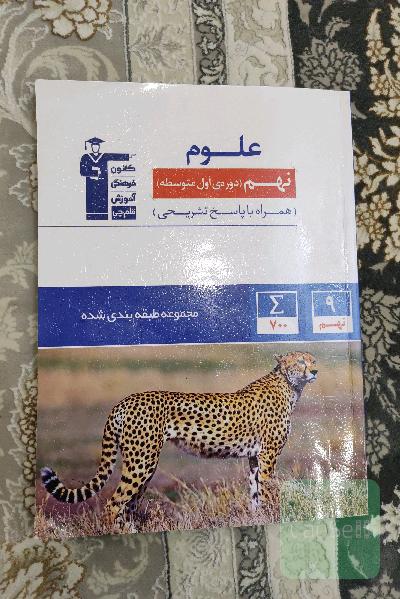 علوم
نهم (دوره‌ی اول متوسطه)
(همراه با پاسخ تشریحی)
کانون
فرهنگی
آموزش
قلم‌چی
مجموعه طبقه بندی شده
Σ
۷۰۰
۹
نهم